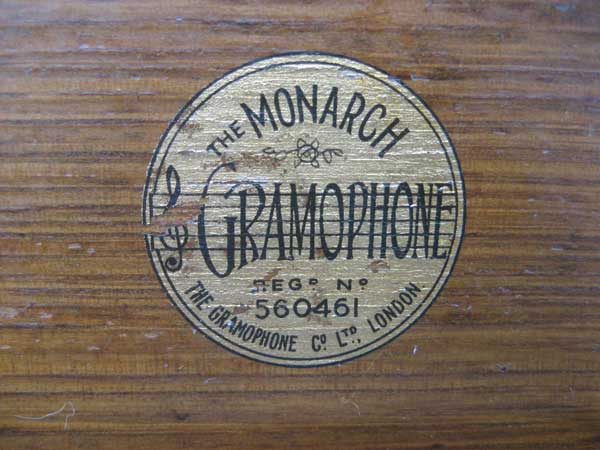 THE MONARCH
GRAMOPHONE
REGD. NO.
560461
THE GRAMOPHONE CO. LTD., LONDON.